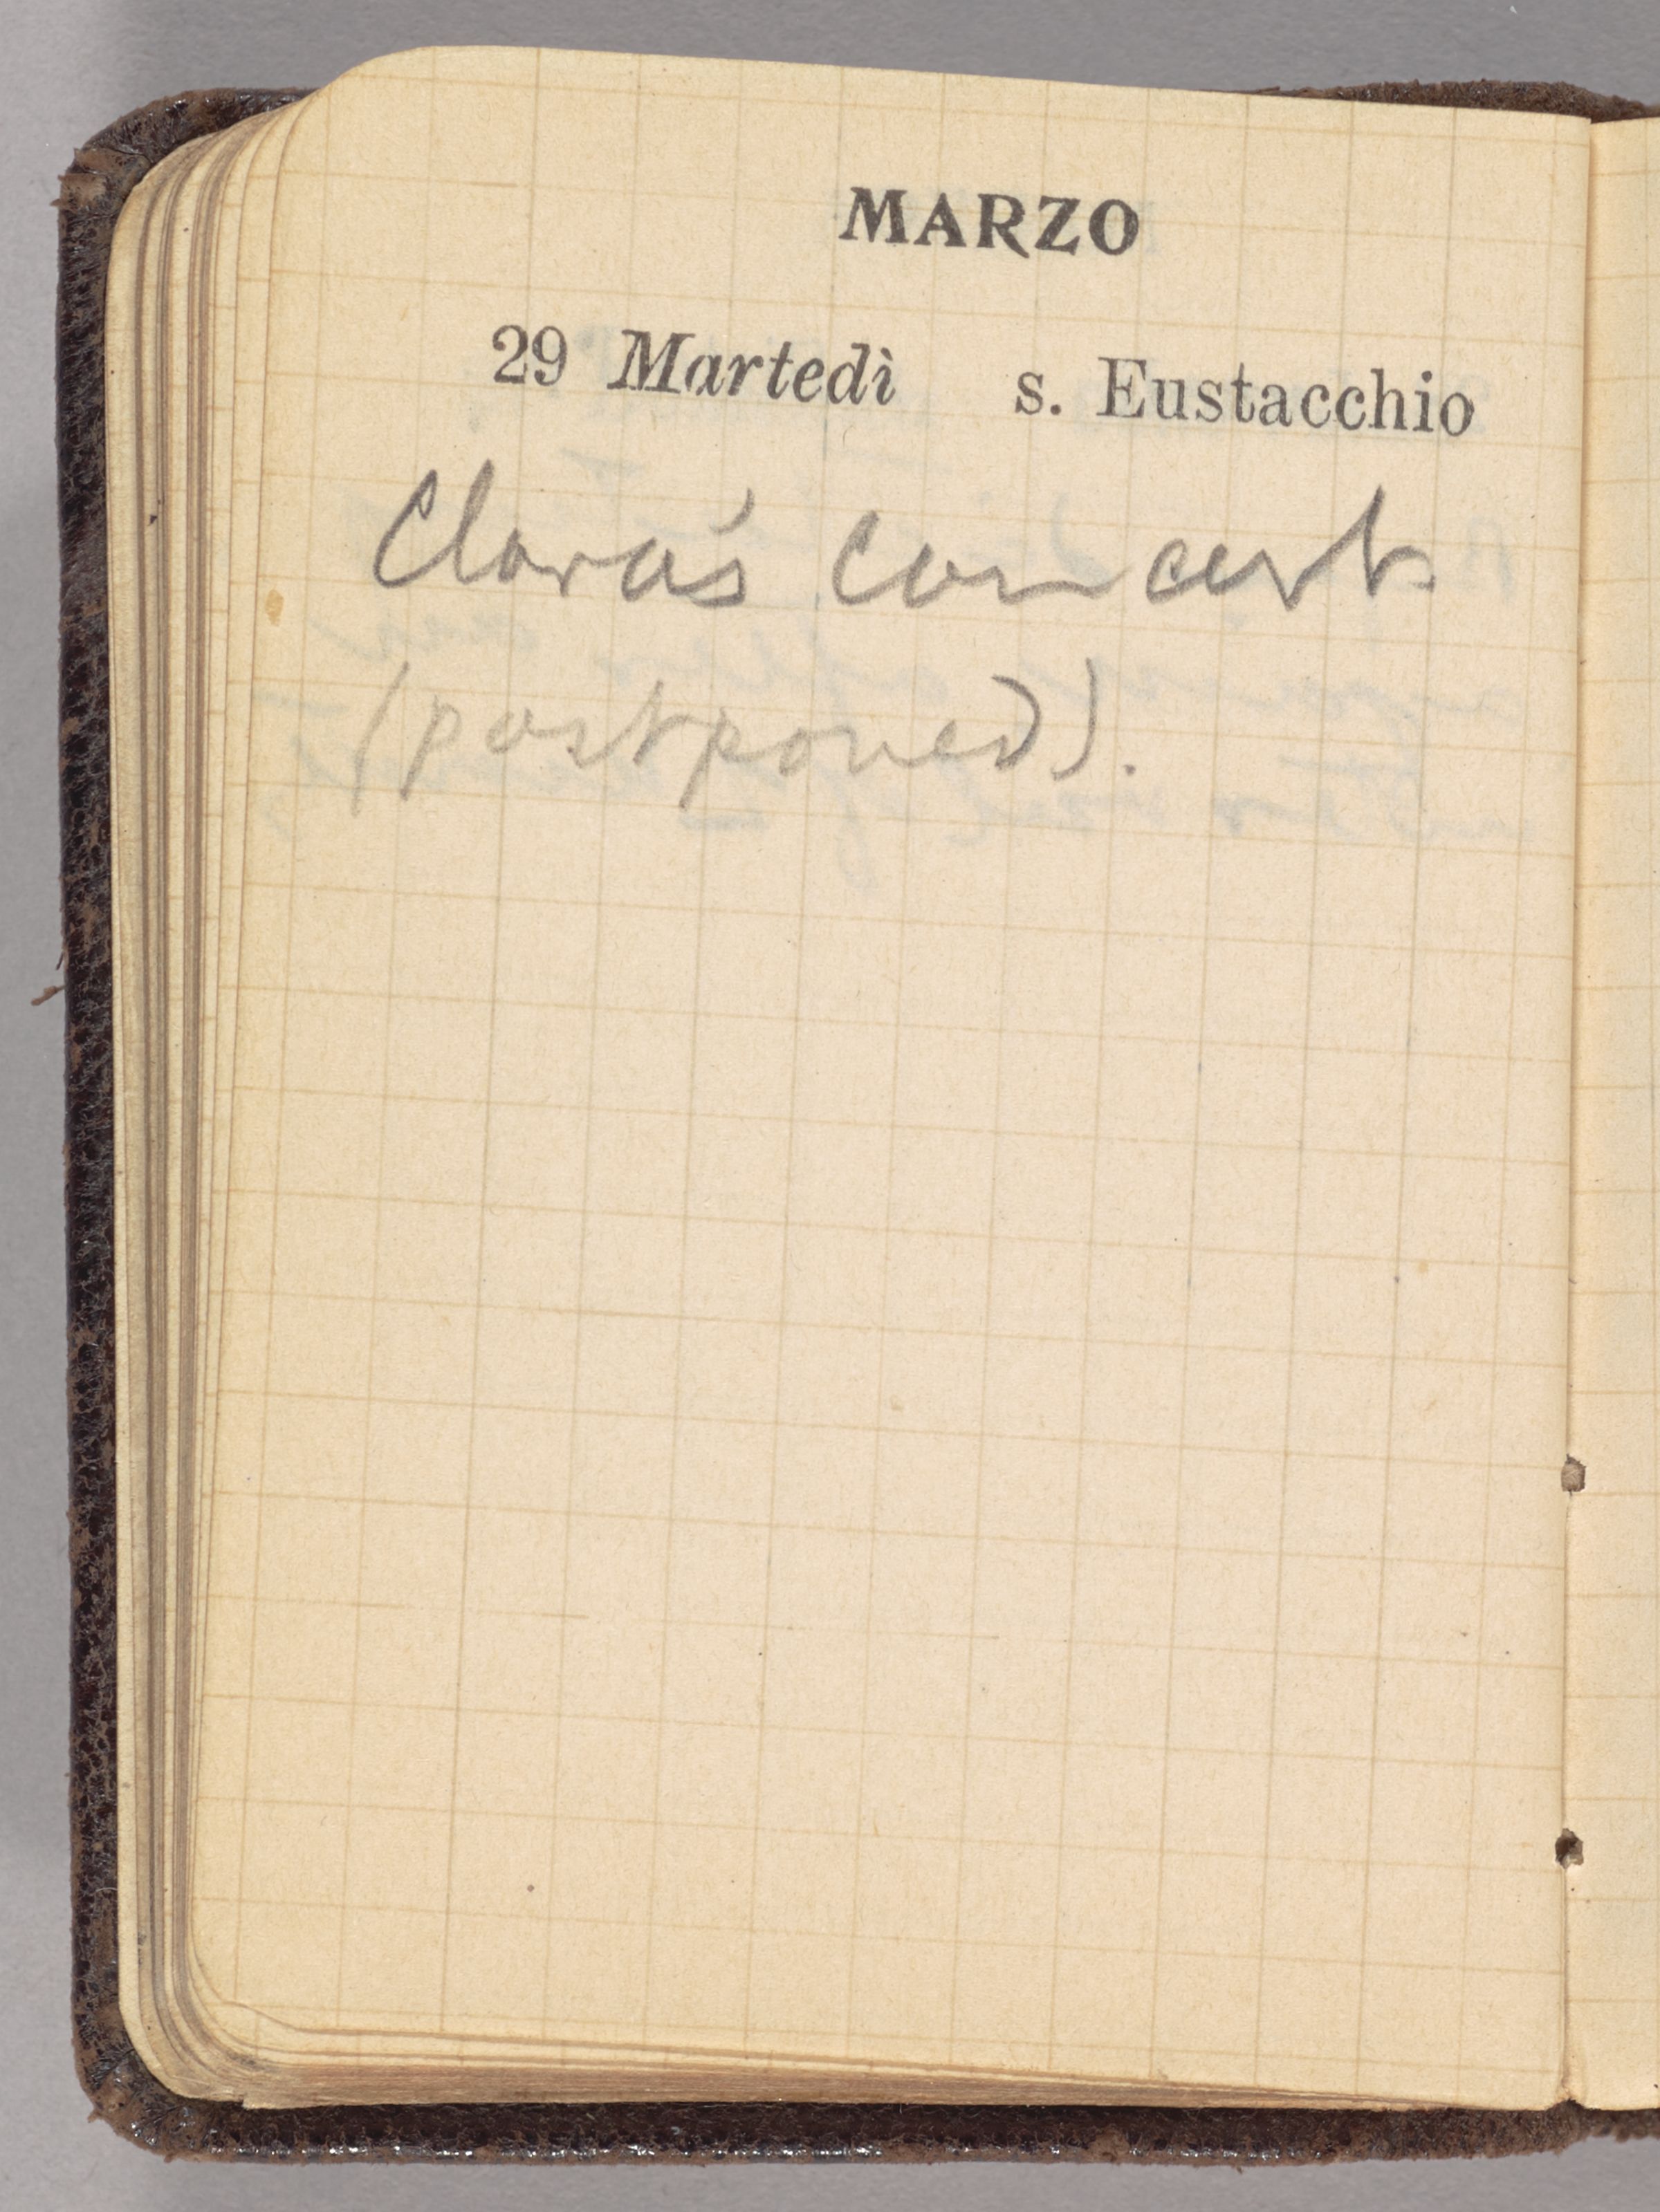 MARZO
29 Martedì s. Eustacchio
Clara's Concert
(postponed).